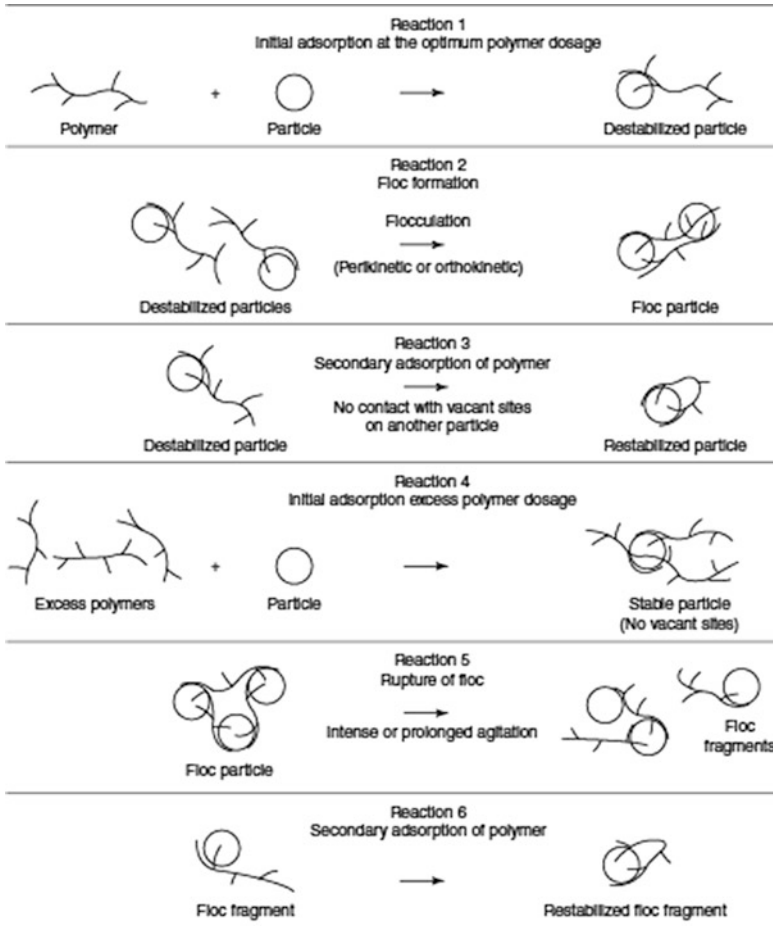 Reaction 1
Initial adsorption at the optimum polymer dosage
+
Polymer
Particle
Destabilized particle
Reaction 2
Floc formation
Flocculation
(Perikinetic or orthokinetic)
Destabilized particles
Floc particle
Reaction 3
Secondary adsorption of polymer
No contact with vacant sites
on another particle
Destabilized particle
Restabilized particle
Reaction 4
Initial adsorption excess polymer dosage
+
Excess polymers
Particle
Stable particle
(No vacant sites)
Reaction 5
Rupture of floc
Intense or prolonged agitation
Floc particle
Floc
fragments
Reaction 6
Secondary adsorption of polymer
Floc fragment
Restabilized floc fragment